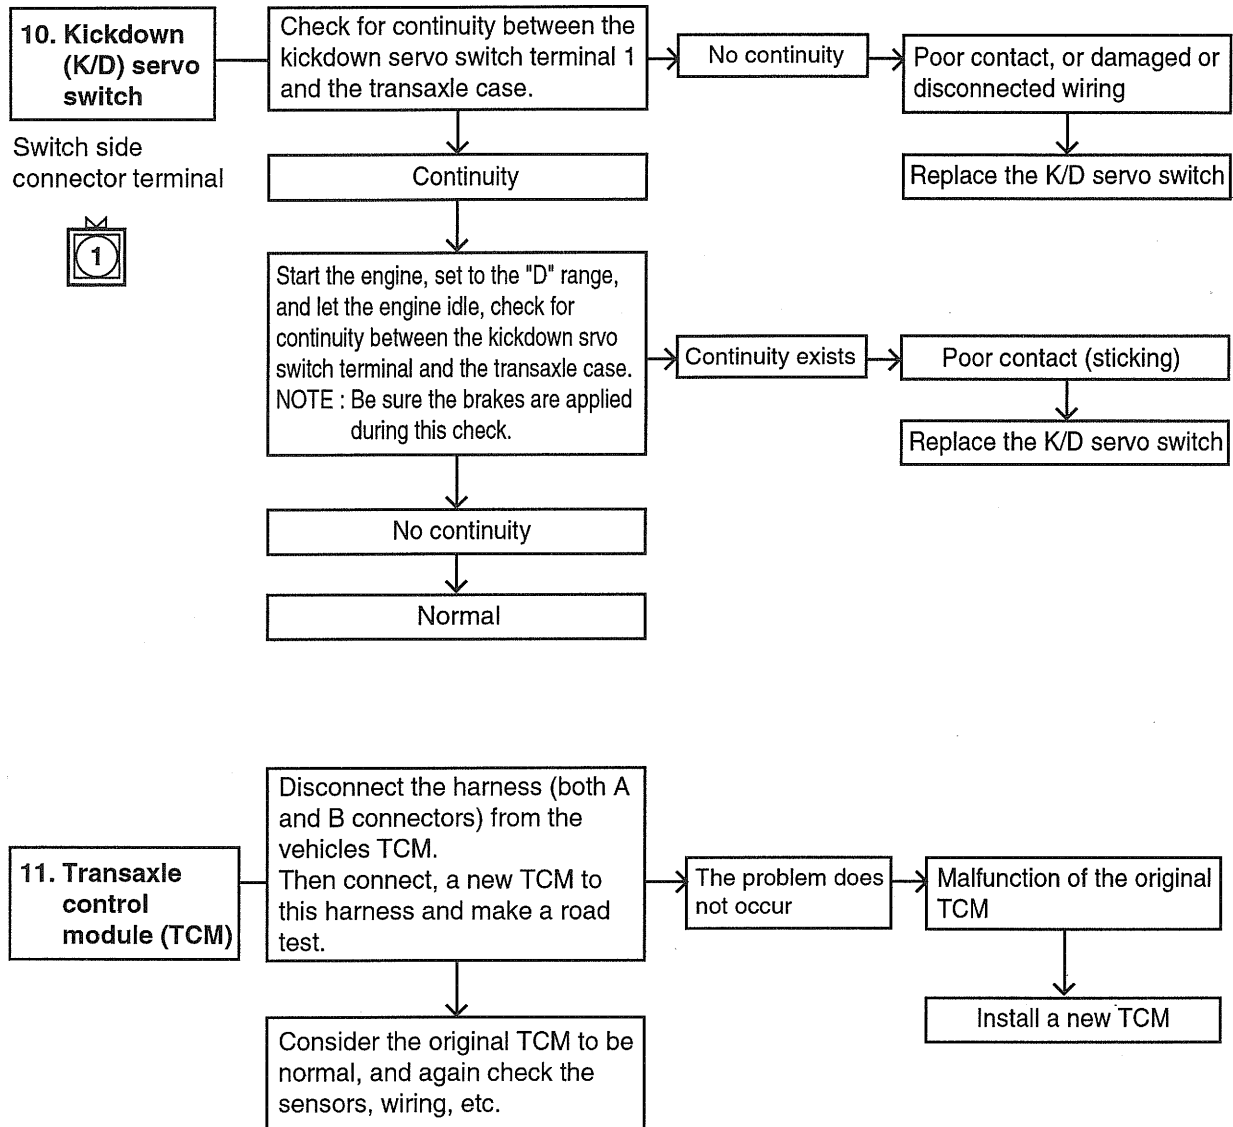 10. Kickdown
(K/D) servo
switch
Switch side
connector terminal
1
Check for continuity between the
kickdown servo switch terminal 1
and the transaxle case.
No continuity
Poor contact, or damaged or
disconnected wiring
Replace the K/D servo switch
Continuity
Start the engine, set to the "D" range,
and let the engine idle, check for
continuity between the kickdown srvo
switch terminal and the transaxle case.
NOTE : Be sure the brakes are applied
during this check.
Continuity exists
Poor contact (sticking)
Replace the K/D servo switch
No continuity
Normal
11. Transaxle
control
module (TCM)
Disconnect the harness (both A
and B connectors) from the
vehicles TCM.
Then connect, a new TCM to
this harness and make a road
test.
The problem does
not occur
Malfunction of the original
TCM
Install a new TCM
Consider the original TCM to be
normal, and again check the
sensors, wiring, etc.